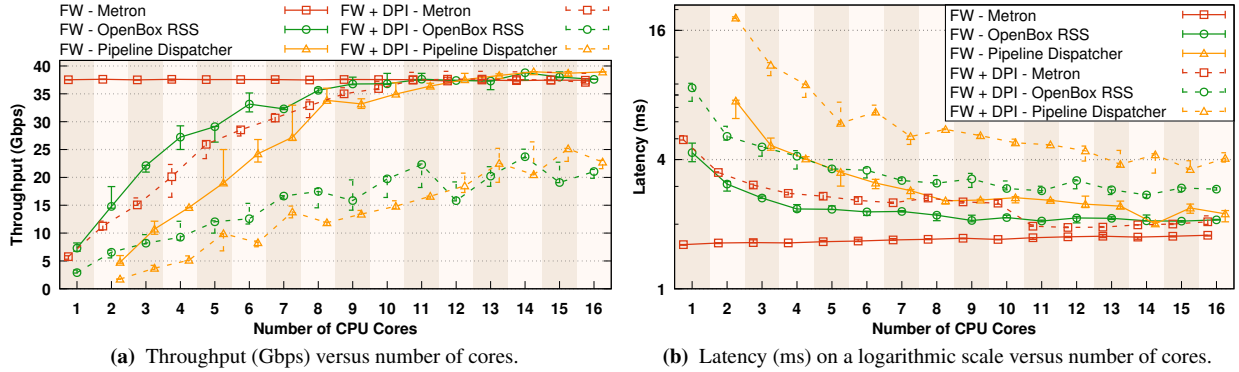 FW - Metron
FW - OpenBox RSS
FW - Pipeline Dispatcher
FW + DPI - Metron
FW + DPI - OpenBox RSS
FW + DPI - Pipeline Dispatcher
Throughput (Gbps)
40
35
30
25
20
15
10
5
0
1 2 3 4 5 6 7 8 9 10 11 12 13 14 15 16
Number of CPU Cores
(a) Throughput (Gbps) versus number of cores.
FW - Metron
FW - OpenBox RSS
FW - Pipeline Dispatcher
FW + DPI - Metron
FW + DPI - OpenBox RSS
FW + DPI - Pipeline Dispatcher
Latency (ms)
16
4
1
1 2 3 4 5 6 7 8 9 10 11 12 13 14 15 16
Number of CPU Cores
(b) Latency (ms) on a logarithmic scale versus number of cores.